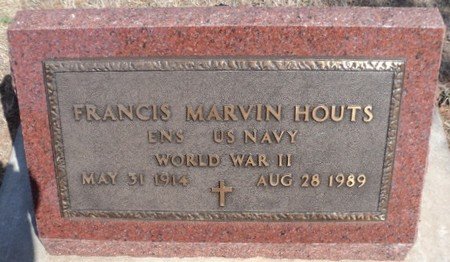 FRANCIS MARVIN HOUTS
ENS US NAVY
WORLD WAR II
MAY 31 1914 AUG 28 1989